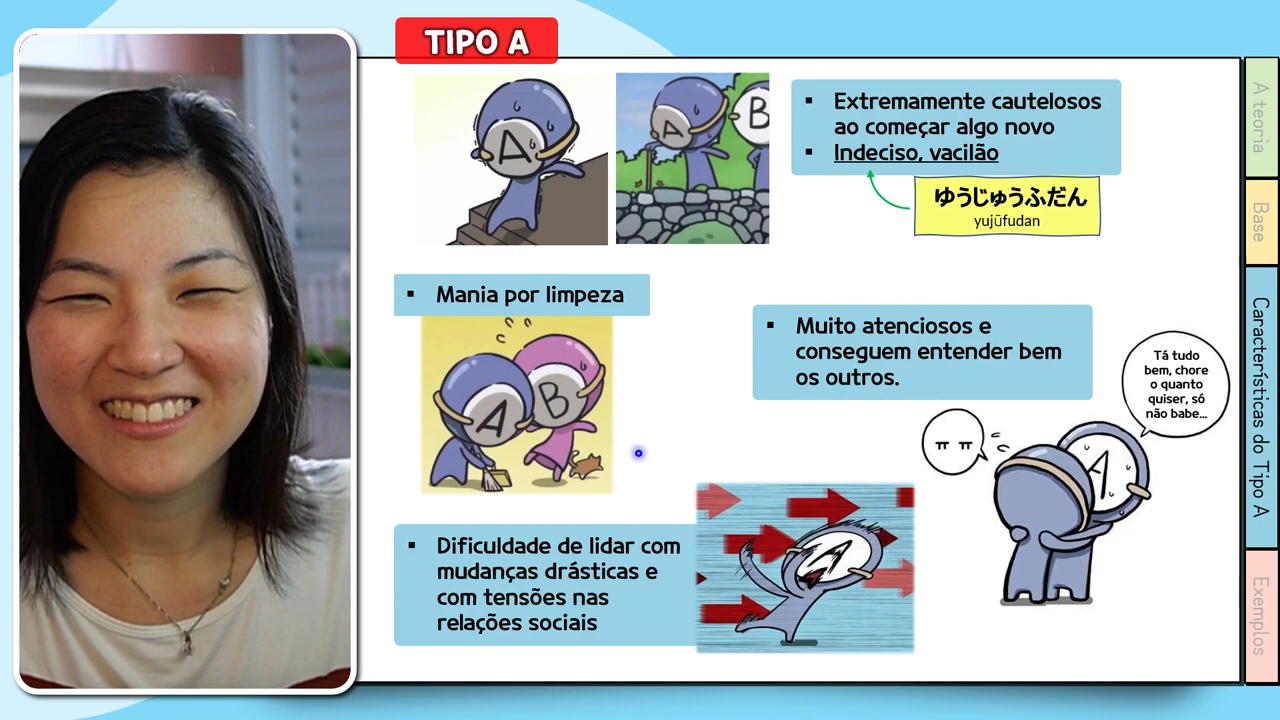 TIPO A
A
A
B
▪ Extremamente cautelosos
ao começar algo novo
▪ Indeciso, vacilão
ゆうじゅうふだん
yujūfudan
▪ Mania por limpeza
A
B
▪ Muito atenciosos e
conseguem entender bem
os outros.
Tá tudo
bem, chore
o quanto
quiser, só
não babe...
ㅠ ㅠ
A
▪ Dificuldade de lidar com
mudanças drásticas e
com tensões nas
relações sociais
A
A teoria
Base
Características do Tipo A
Exemplos